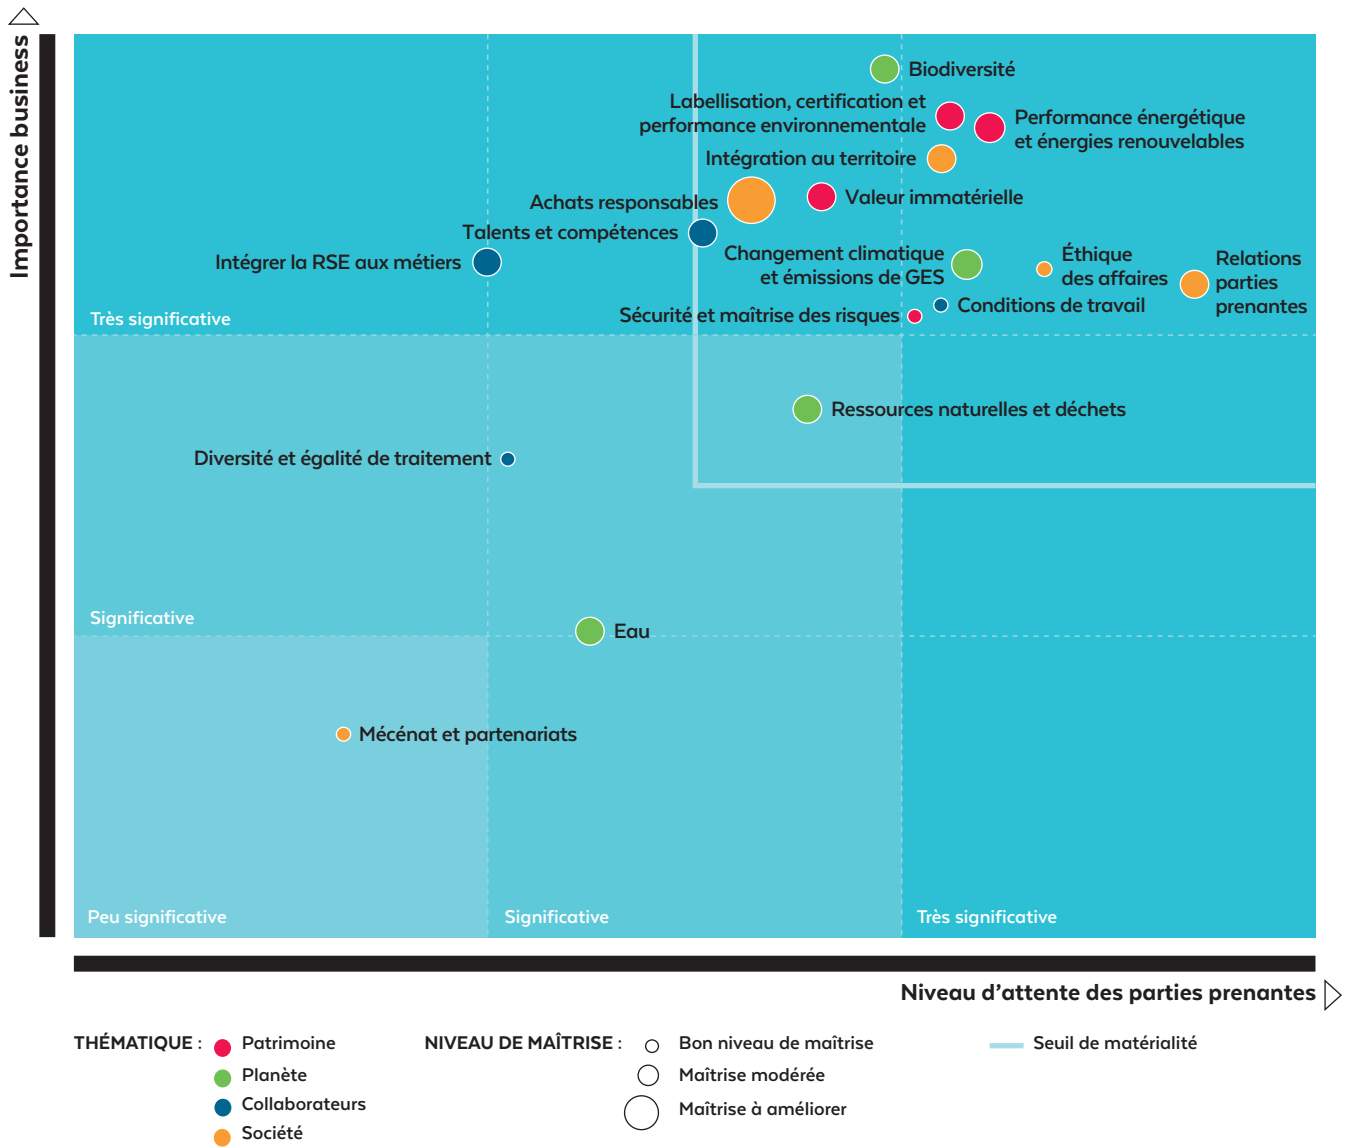 Importance business
Biodiversité
Labellisation, certification et
performance environnementale
Performance énergétique
et énergies renouvelables
Intégration au territoire
Achats responsables
Valeur immatérielle
Talents et compétences
Intégrer la RSE aux métiers
Changement climatique
et émissions de GES
Éthique
des affaires
Relations
parties
prenantes
Conditions de travail
Sécurité et maîtrise des risques
Très significative
Ressources naturelles et déchets
Diversité et égalité de traitement
Significative
Eau
Mécénat et partenariats
Peu significative
Significative
Très significative
Niveau d’attente des parties prenantes
THÉMATIQUE :
Patrimoine
Planète
Collaborateurs
Société
NIVEAU DE MAÎTRISE :
Bon niveau de maîtrise
Maîtrise modérée
Maîtrise à améliorer
Seuil de matérialité